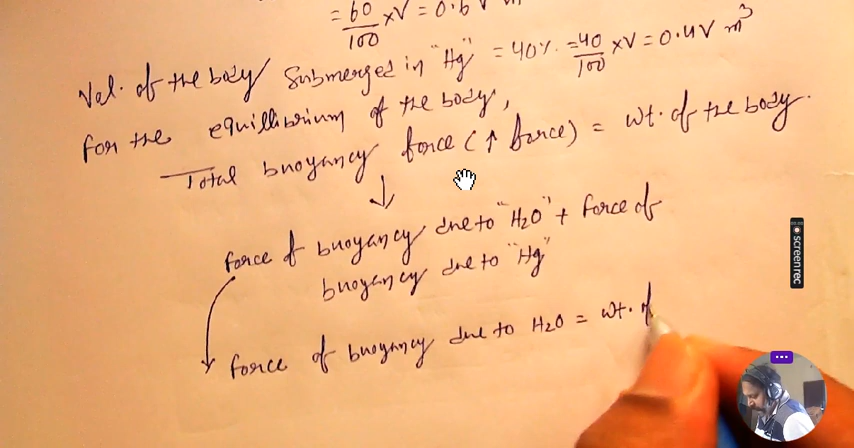 = 60/100 × V = 0.6 V m
Vol. of the body submerged in "Hg" = 40% = 40/100 × V = 0.4 V m³
for the equillibrium of the body,
Total buoyancy force (↑ force) = wt. of the body.
↓
force of buoyancy due to "H₂O" + force of
buoyancy due to "Hg"
force of buoyancy due to H₂O = wt. of
screenrec